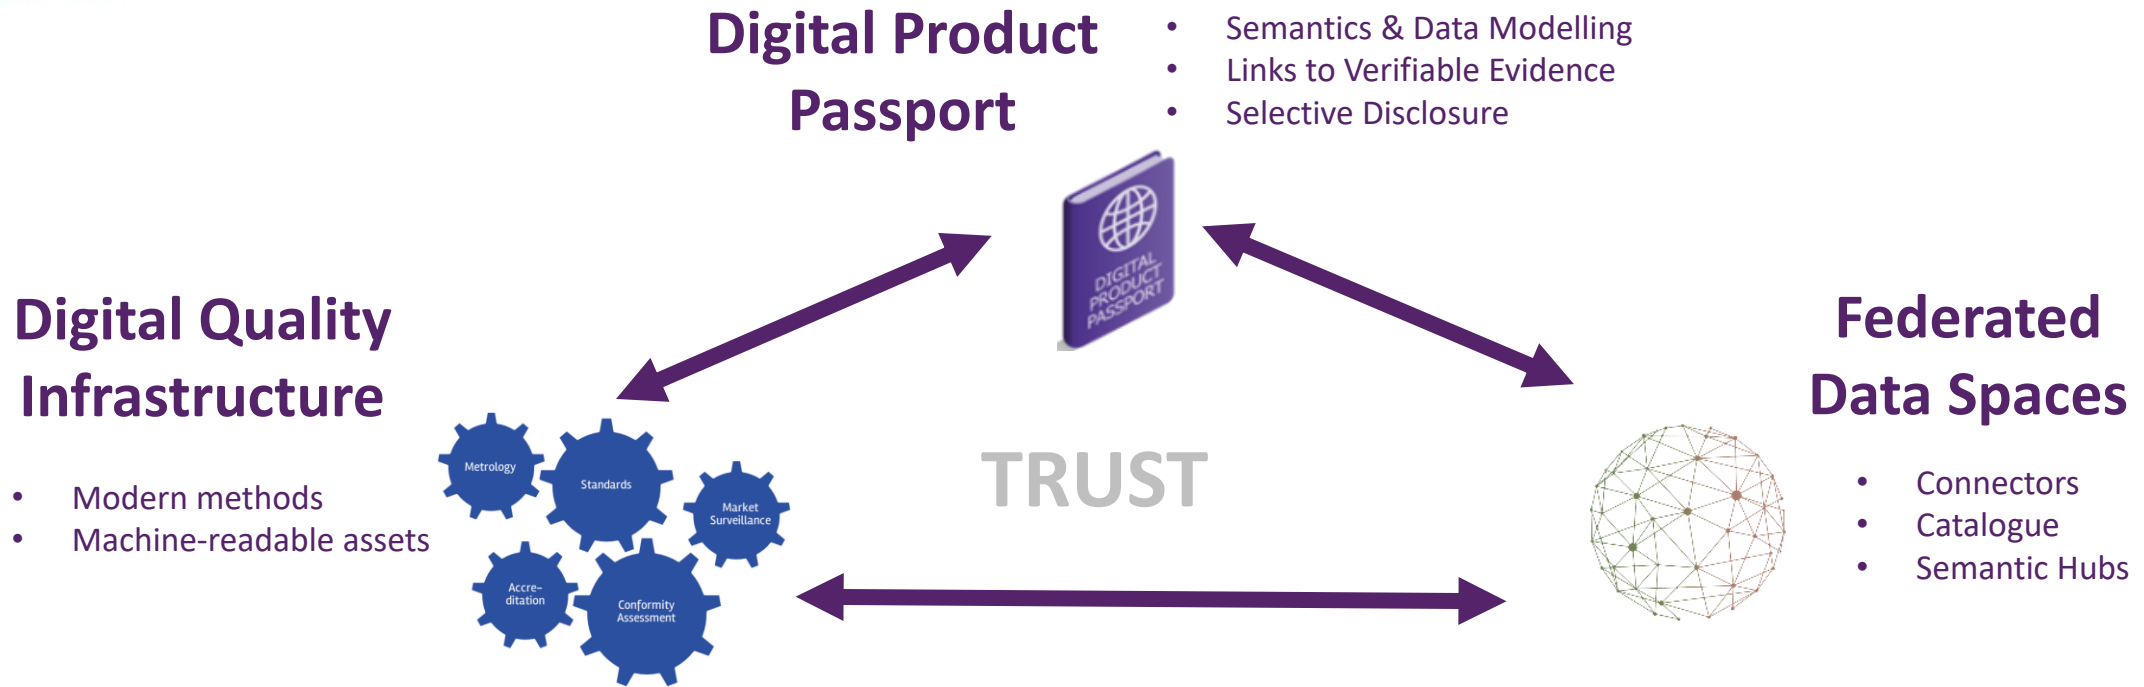 Digital Product
Passport
• Semantics & Data Modelling
• Links to Verifiable Evidence
• Selective Disclosure
DIGITAL
PRODUCT
PASSPORT
Digital Quality
Infrastructure
• Modern methods
• Machine-readable assets
Metrology
Standards
Market
Surveillance
Accre-
ditation
Conformity
Assessment
TRUST
Federated
Data Spaces
• Connectors
• Catalogue
• Semantic Hubs